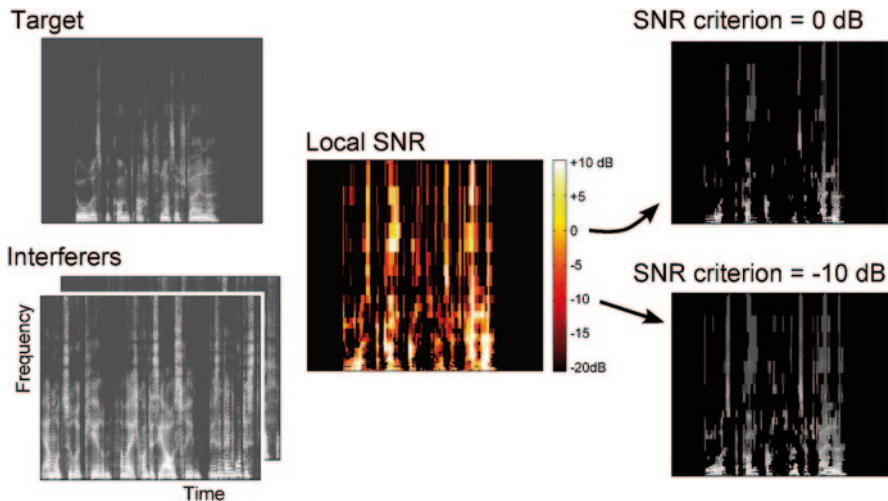 Target
Interferers
Frequency
Time
Local SNR
+10 dB
+5
0
-5
-10
-15
-20dB
SNR criterion = 0 dB
SNR criterion = -10 dB